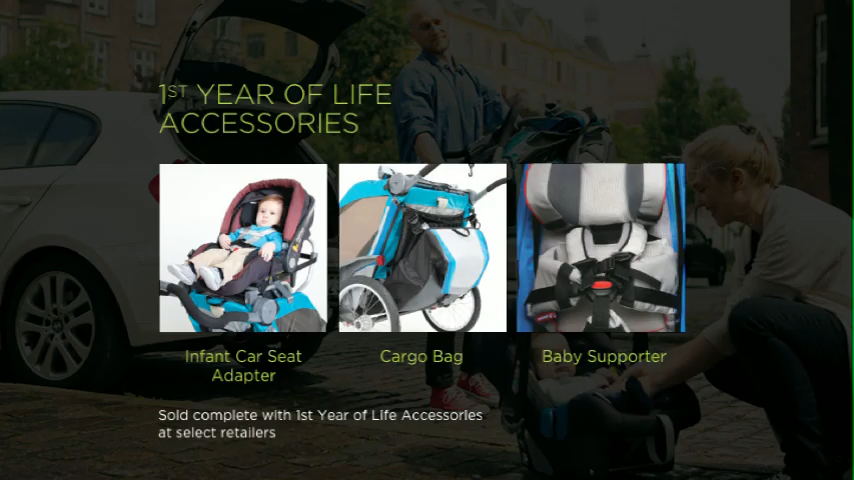 1ST YEAR OF LIFE
ACCESSORIES
Infant Car Seat
Adapter
Cargo Bag
Baby Supporter
Sold complete with 1st Year of Life Accessories
at select retailers